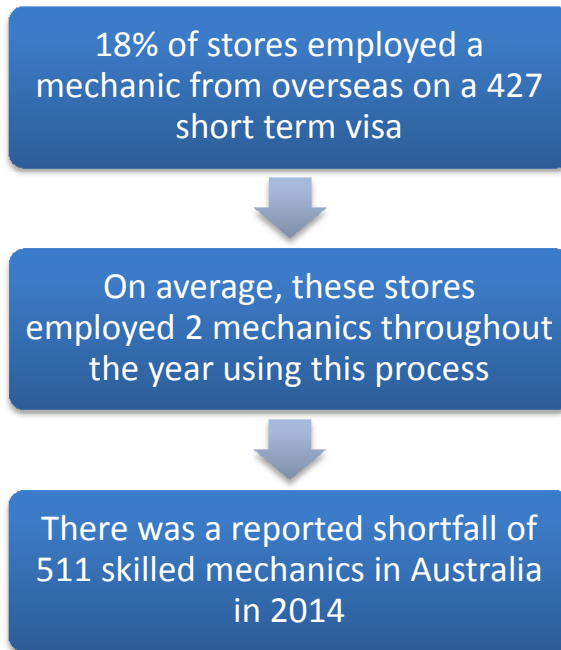 18% of stores employed a
mechanic from overseas on a 427
short term visa
On average, these stores
employed 2 mechanics throughout
the year using this process
There was a reported shortfall of
511 skilled mechanics in Australia
in 2014